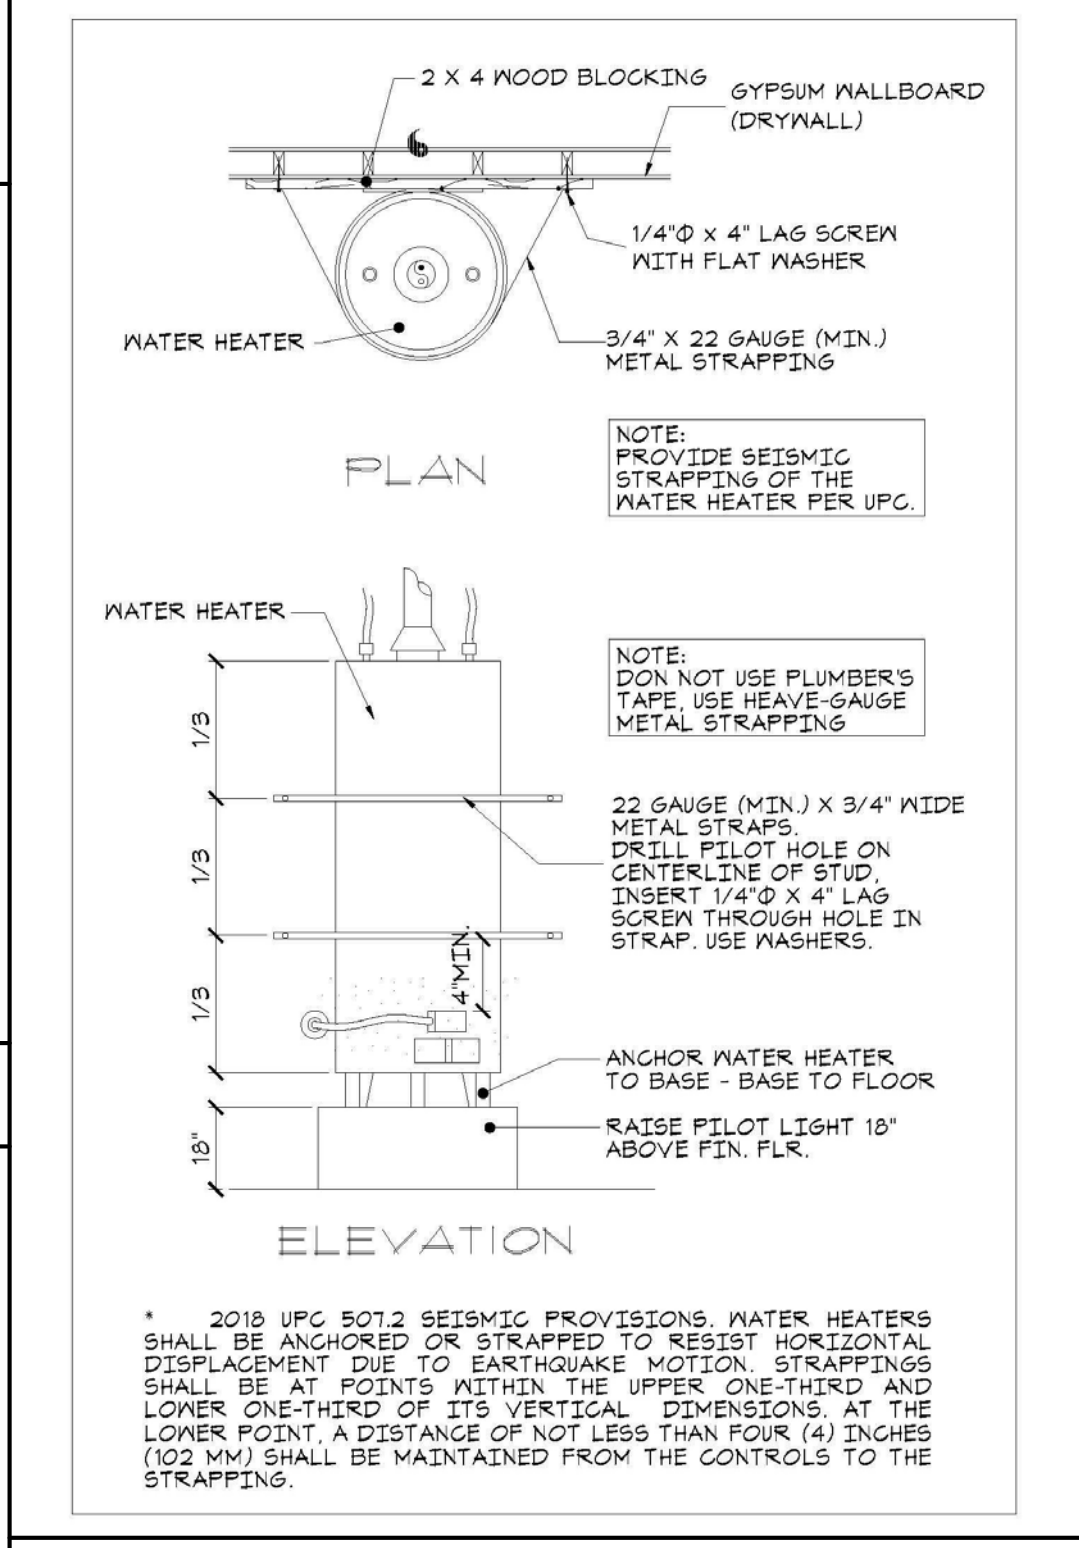 2 X 4 WOOD BLOCKING
GYPSUM WALLBOARD
(DRYWALL)
1/4"Φ x 4" LAG SCREW
WITH FLAT WASHER
WATER HEATER
3/4" X 22 GAUGE (MIN.)
METAL STRAPPING
PLAN
NOTE:
PROVIDE SEISMIC
STRAPPING OF THE
WATER HEATER PER UPC.
WATER HEATER
NOTE:
DON NOT USE PLUMBER'S
TAPE, USE HEAVE-GAUGE
METAL STRAPPING
1/3
22 GAUGE (MIN.) X 3/4" WIDE
METAL STRAPS.
DRILL PILOT HOLE ON
CENTERLINE OF STUD,
INSERT 1/4"Φ X 4" LAG
SCREW THROUGH HOLE IN
STRAP. USE WASHERS.
1/3
4"MIN.
1/3
ANCHOR WATER HEATER
TO BASE - BASE TO FLOOR
RAISE PILOT LIGHT 18"
ABOVE FIN. FLR.
18"
ELEVATION
* 2018 UPC 507.2 SEISMIC PROVISIONS. WATER HEATERS
SHALL BE ANCHORED OR STRAPPED TO RESIST HORIZONTAL
DISPLACEMENT DUE TO EARTHQUAKE MOTION. STRAPPINGS
SHALL BE AT POINTS WITHIN THE UPPER ONE-THIRD AND
LOWER ONE-THIRD OF ITS VERTICAL DIMENSIONS. AT THE
LOWER POINT, A DISTANCE OF NOT LESS THAN FOUR (4) INCHES
(102 MM) SHALL BE MAINTAINED FROM THE CONTROLS TO THE
STRAPPING.